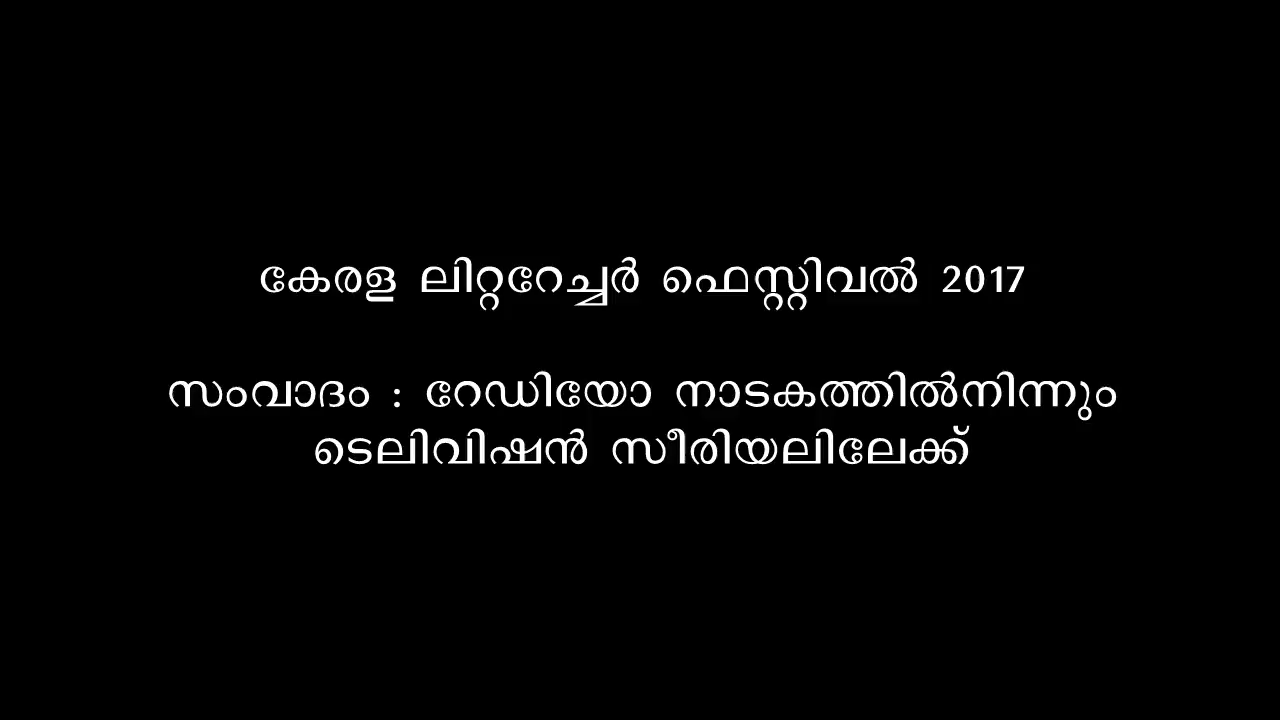 കേരള ലിറ്ററേച്ചർ ഫെസ്റ്റിവൽ 2017
സംവാദം : റേഡിയോ നാടകത്തിൽനിന്നും
ടെലിവിഷൻ സീരിയലിലേക്ക്